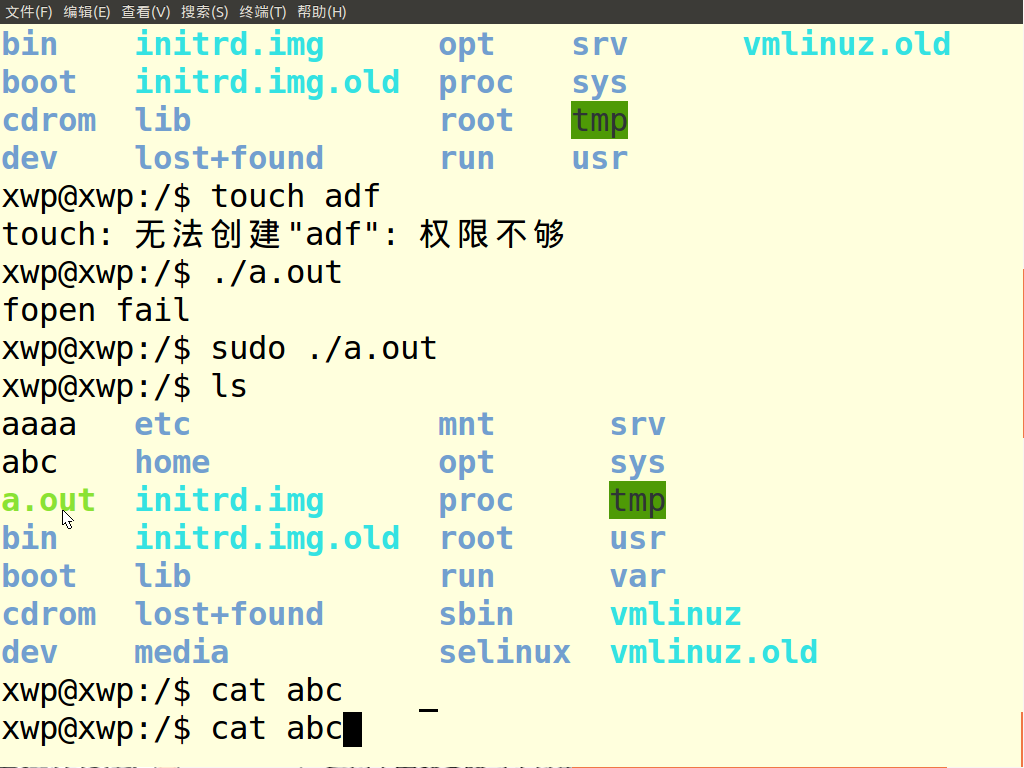 文件(F) 编辑(E) 查看(V) 搜索(S) 终端(T) 帮助(H)
bin initrd.img opt srv vmlinuz.old
boot initrd.img.old proc sys
cdrom lib root tmp
dev lost+found run usr
xwp@xwp:/$ touch adf
touch: 无法创建"adf": 权限不够
xwp@xwp:/$ ./a.out
fopen fail
xwp@xwp:/$ sudo ./a.out
xwp@xwp:/$ ls
aaaa etc mnt srv
abc home opt sys
a.out initrd.img proc tmp
bin initrd.img.old root usr
boot lib run var
cdrom lost+found sbin vmlinuz
dev media selinux vmlinuz.old
xwp@xwp:/$ cat abc
xwp@xwp:/$ cat abc